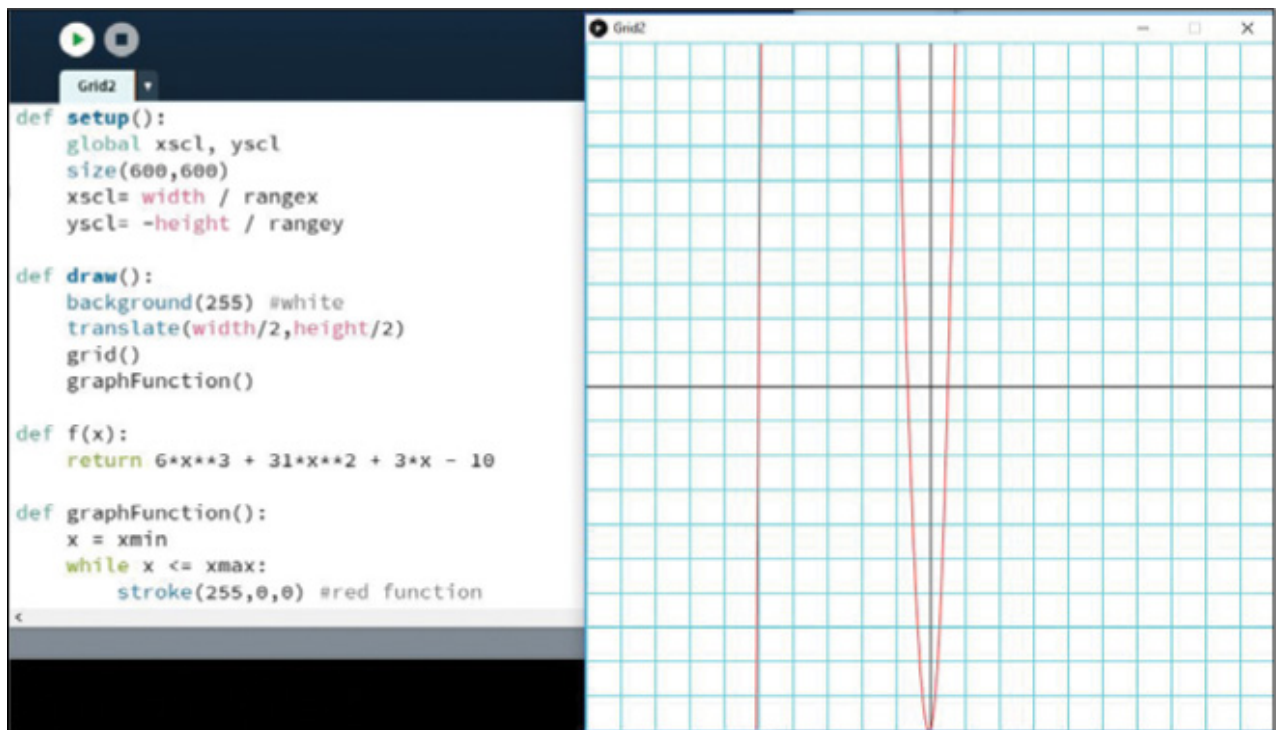 Grid2
Grid2
def setup():
    global xscl, yscl
    size(600,600)
    xscl= width / rangex
    yscl= -height / rangey
def draw():
    background(255) #white
    translate(width/2,height/2)
    grid()
    graphFunction()
def f(x):
    return 6*x**3 + 31*x**2 + 3*x - 10
def graphFunction():
    x = xmin
    while x <= xmax:
        stroke(255,0,0) #red function